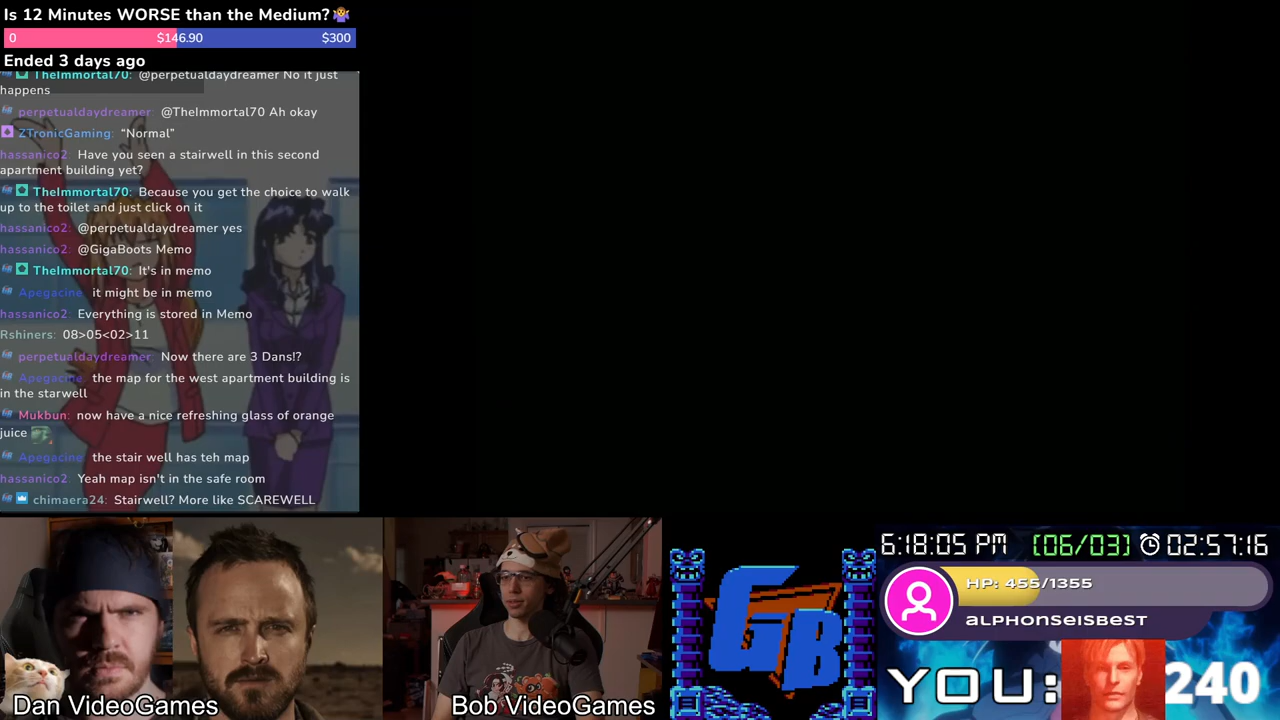 Is 12 Minutes WORSE than the Medium?🤷
0 $146.90 $300
Ended 3 days ago
TheImmortal70: @perpetualdaydreamer No it just
happens
perpetualdaydreamer: @TheImmortal70 Ah okay
ZTronicGaming: “Normal”
hassanico2: Have you seen a stairwell in this second
apartment building yet?
TheImmortal70: Because you get the choice to walk
up to the toilet and just click on it
hassanico2: @perpetualdaydreamer yes
hassanico2: @GigaBoots Memo
TheImmortal70: It's in memo
Apegacine: it might be in memo
hassanico2: Everything is stored in Memo
Rshiners: 08>05<02>11
perpetualdaydreamer: Now there are 3 Dans!?
Apegacine: the map for the west apartment building is
in the starwell
Mukbun: now have a nice refreshing glass of orange
juice
Apegacine: the stair well has teh map
hassanico2: Yeah map isn't in the safe room
chimaera24: Stairwell? More like SCAREWELL
Dan VideoGames
Bob VideoGames
GB
6:18:05 PM [06/03] 02:57:16
HP: 455/1355
aLPHONSeISBeST
YOU: 240